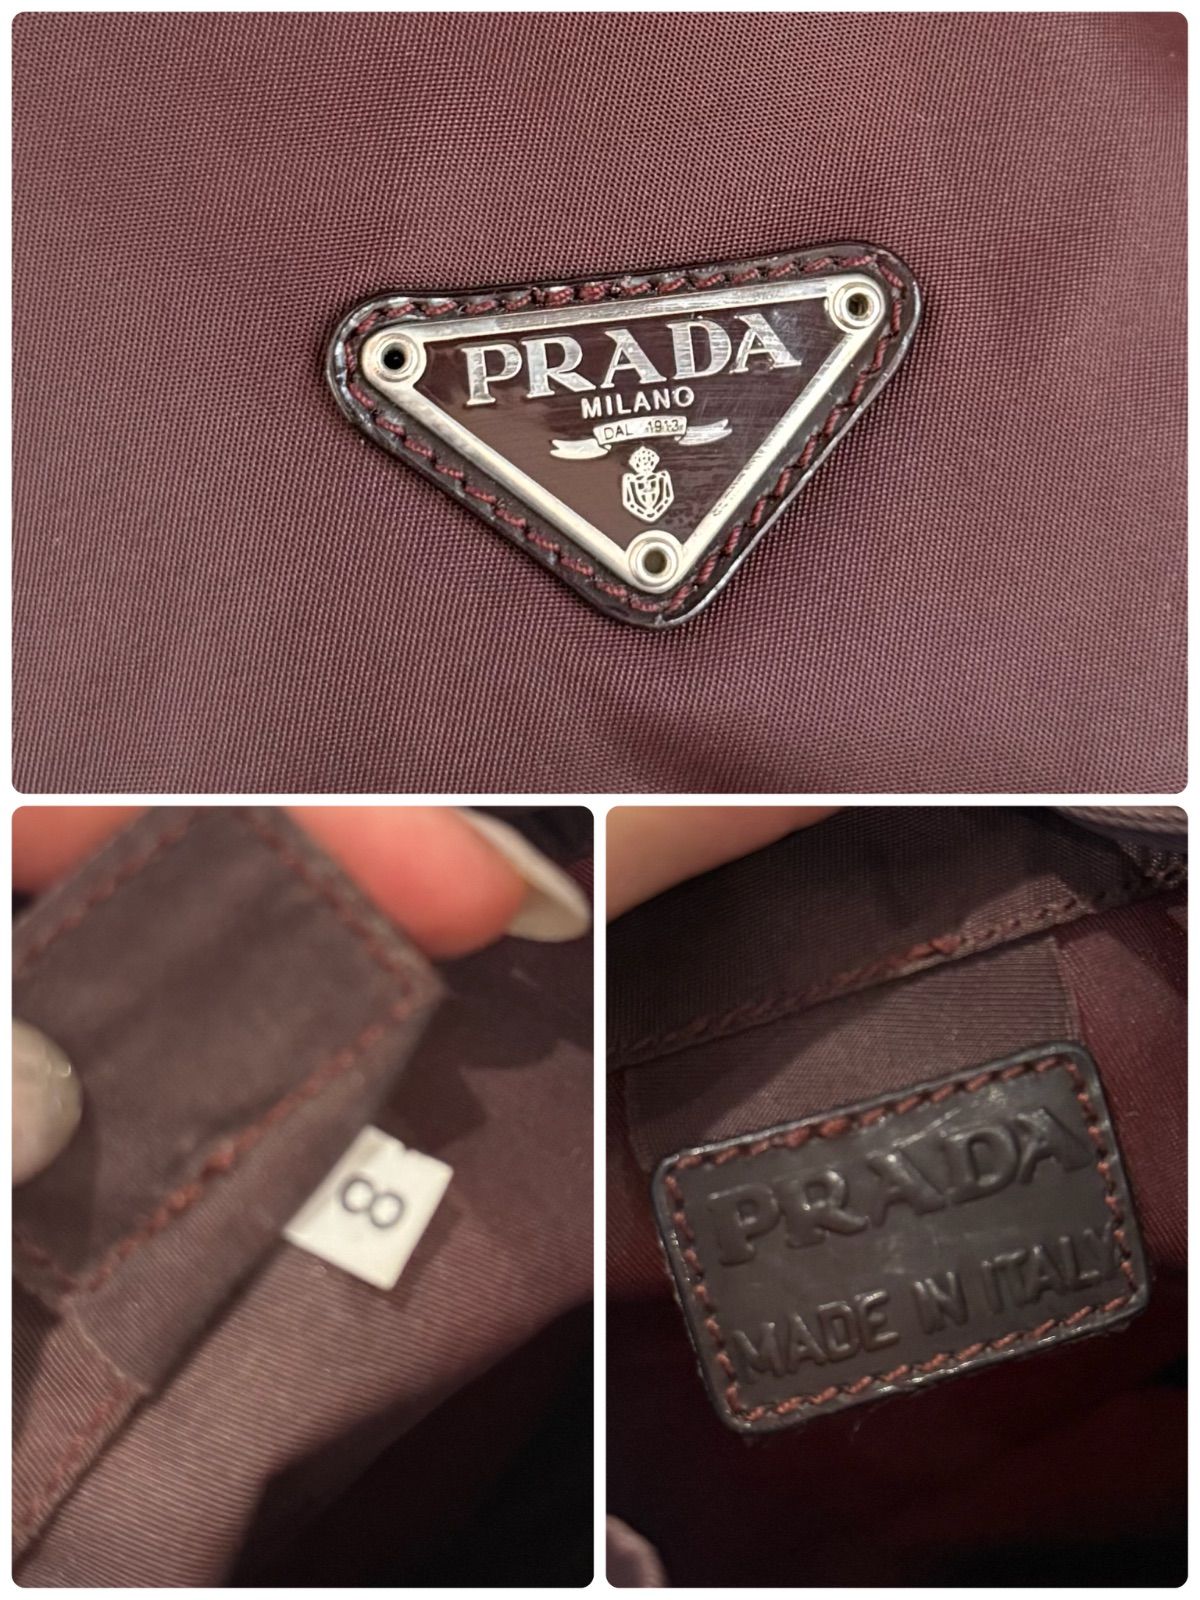 PRADA
MILANO
DAL 1913
8
PRADA
MADE IN ITALY